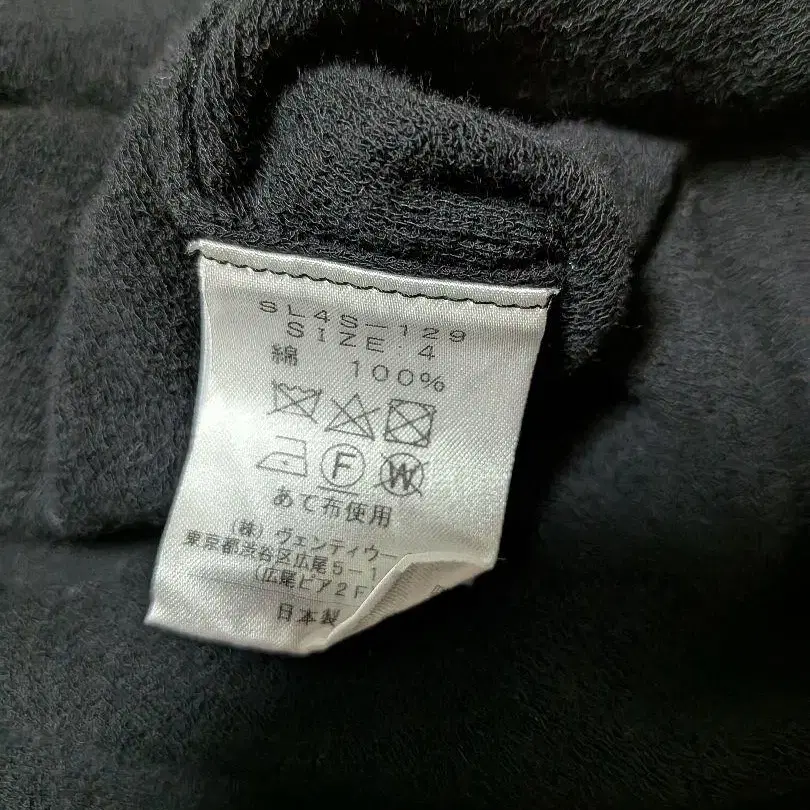 SL4S-129
SIZE:4
綿 100%
F W
あて布使用
(株)ヴェンティウー
東京都渋谷区広尾5-1
(広尾ピア2F
日本製